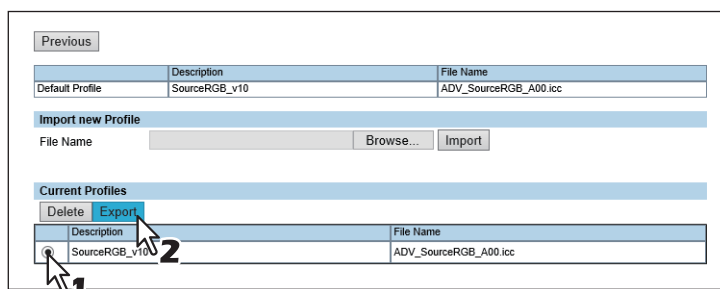 Previous
Description File Name
Default Profile SourceRGB_v10 ADV_SourceRGB_A00.icc
Import new Profile
File Name Browse... Import
Current Profiles
Delete Export
Description File Name
SourceRGB_v10 ADV_SourceRGB_A00.icc
2
1